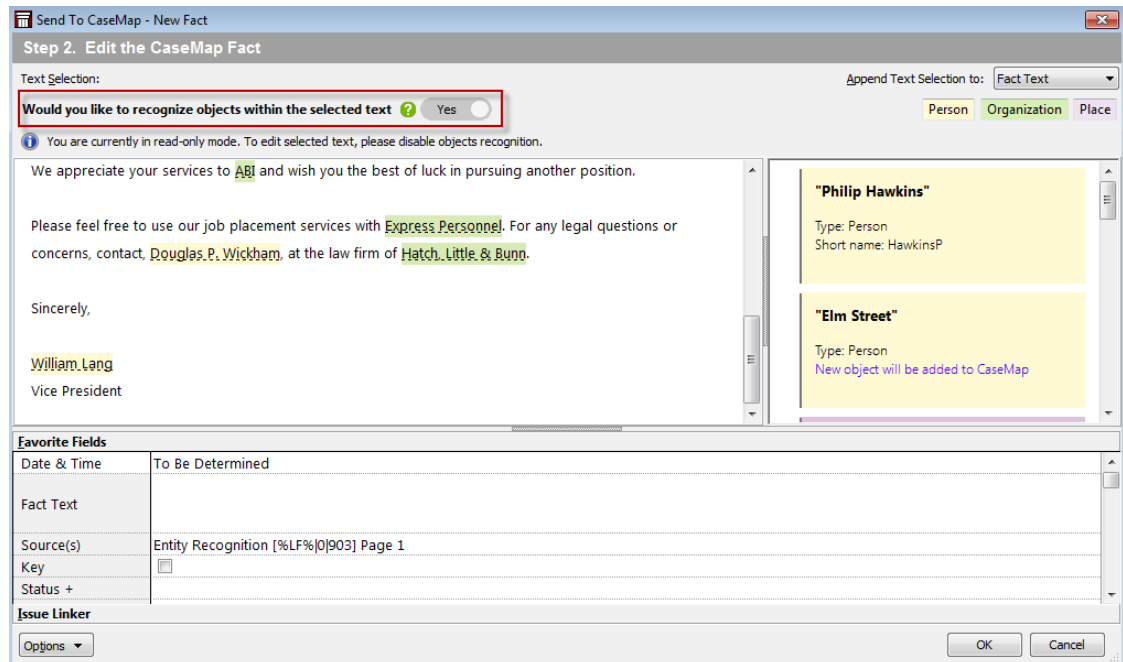 Send To CaseMap - New Fact
Step 2. Edit the CaseMap Fact
Text Selection:
Append Text Selection to: Fact Text
Would you like to recognize objects within the selected text ? Yes
Person Organization Place
You are currently in read-only mode. To edit selected text, please disable objects recognition.
We appreciate your services to ABI and wish you the best of luck in pursuing another position.
Please feel free to use our job placement services with Express Personnel. For any legal questions or
concerns, contact, Douglas P. Wickham, at the law firm of Hatch, Little & Bunn.
Sincerely,
William Lang
Vice President
"Philip Hawkins"
Type: Person
Short name: HawkinsP
"Elm Street"
Type: Person
New object will be added to CaseMap
Favorite Fields
Date & Time To Be Determined
Fact Text
Source(s) Entity Recognition [%LF%|0|903] Page 1
Key
Status +
Issue Linker
Options
OK Cancel